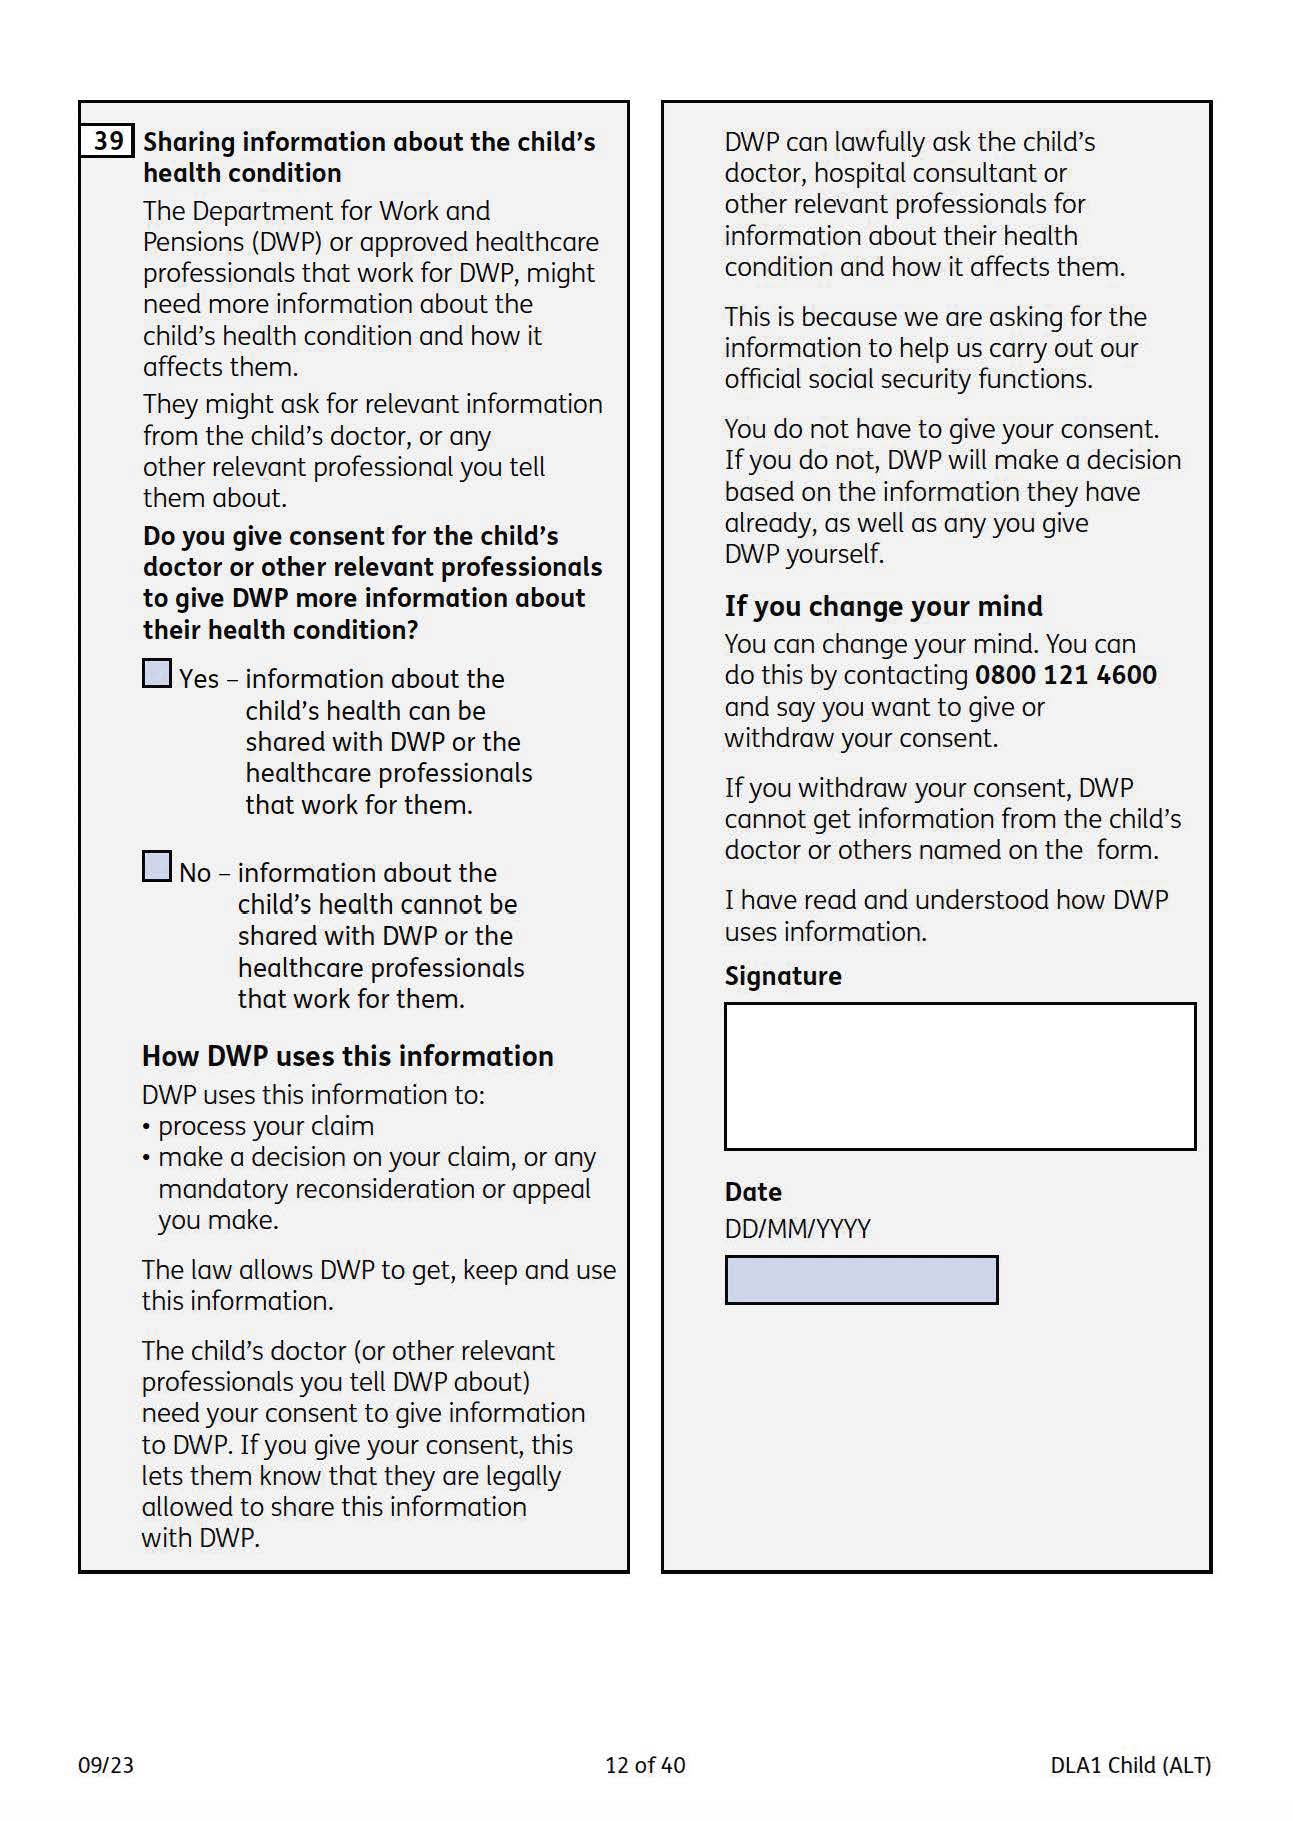 39 Sharing information about the child’s
health condition
The Department for Work and
Pensions (DWP) or approved healthcare
professionals that work for DWP, might
need more information about the
child’s health condition and how it
affects them.
They might ask for relevant information
from the child’s doctor, or any
other relevant professional you tell
them about.
Do you give consent for the child’s
doctor or other relevant professionals
to give DWP more information about
their health condition?
Yes – information about the
child’s health can be
shared with DWP or the
healthcare professionals
that work for them.
No – information about the
child’s health cannot be
shared with DWP or the
healthcare professionals
that work for them.
How DWP uses this information
DWP uses this information to:
• process your claim
• make a decision on your claim, or any
mandatory reconsideration or appeal
you make.
The law allows DWP to get, keep and use
this information.
The child’s doctor (or other relevant
professionals you tell DWP about)
need your consent to give information
to DWP. If you give your consent, this
lets them know that they are legally
allowed to share this information
with DWP.
DWP can lawfully ask the child’s
doctor, hospital consultant or
other relevant professionals for
information about their health
condition and how it affects them.
This is because we are asking for the
information to help us carry out our
official social security functions.
You do not have to give your consent.
If you do not, DWP will make a decision
based on the information they have
already, as well as any you give
DWP yourself.
If you change your mind
You can change your mind. You can
do this by contacting 0800 121 4600
and say you want to give or
withdraw your consent.
If you withdraw your consent, DWP
cannot get information from the child’s
doctor or others named on the form.
I have read and understood how DWP
uses information.
Signature
Date
DD/MM/YYYY
09/23
12 of 40
DLA1 Child (ALT)